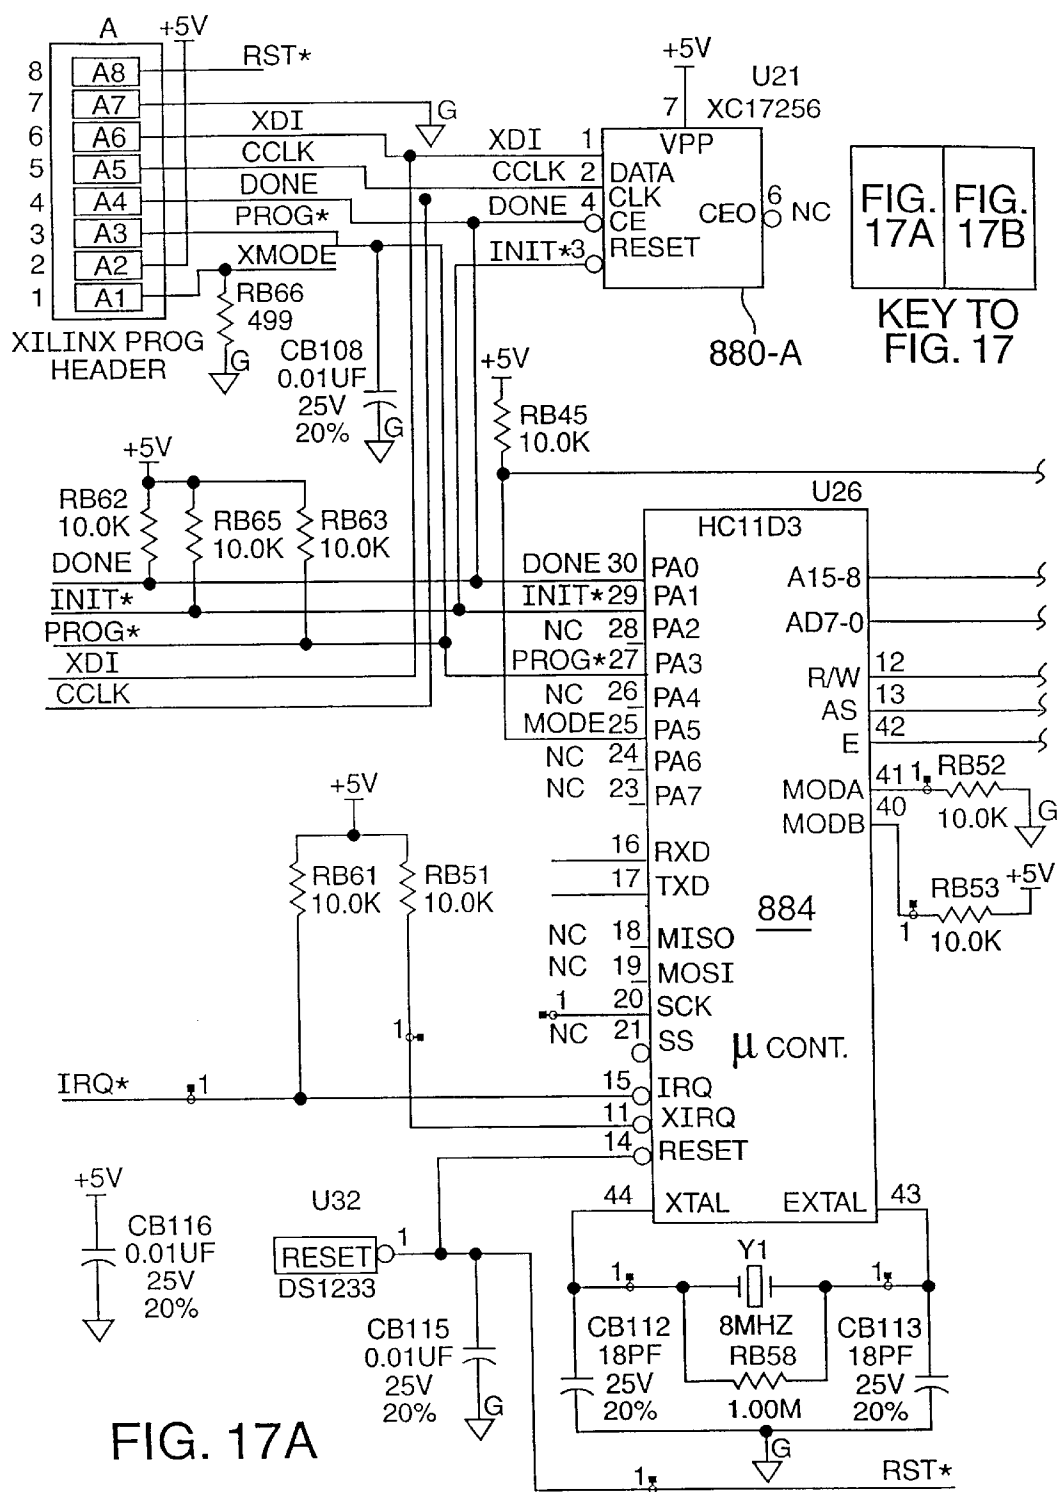 A
+5V
8 A8 RST*
7 A7 G
6 A6 XDI
5 A5 CCLK
4 A4 DONE
3 A3 PROG*
2 A2
1 A1 XMODE
XILINX PROG
HEADER
RB66
499
G
CB108
0.01UF
25V
20%
G
+5V
7
U21
XC17256
VPP
XDI 1 DATA
CCLK 2 CLK
DONE 4 CE
INIT* 3 RESET
CEO 6 NC
880-A
FIG.
17A
FIG.
17B
KEY TO
FIG. 17
+5V
RB45
10.0K
+5V
RB62
10.0K
RB65
10.0K
RB63
10.0K
DONE
INIT*
PROG*
XDI
CCLK
U26
HC11D3
DONE 30 PA0
INIT* 29 PA1
NC 28 PA2
PROG* 27 PA3
NC 26 PA4
MODE 25 PA5
NC 24 PA6
NC 23 PA7
16 RXD
17 TXD
NC 18 MISO
NC 19 MOSI
1 20 SCK
NC 21 SS
15 IRQ
11 XIRQ
14 RESET
44 XTAL
A15-8
AD7-0
R/W 12
AS 13
E 42
MODA 41 1 RB52
10.0K
G
MODB 40
+5V
RB53
1 10.0K
884
μ CONT.
EXTAL 43
+5V
RB61
10.0K
RB51
10.0K
1
IRQ* 1
+5V
CB116
0.01UF
25V
20%
U32
RESET 1
DS1233
CB115
0.01UF
25V
20%
G
1 Y1 1
8MHZ
CB112
18PF
25V
20%
RB58
1.00M
CB113
18PF
25V
20%
G
1 RST*
FIG. 17A